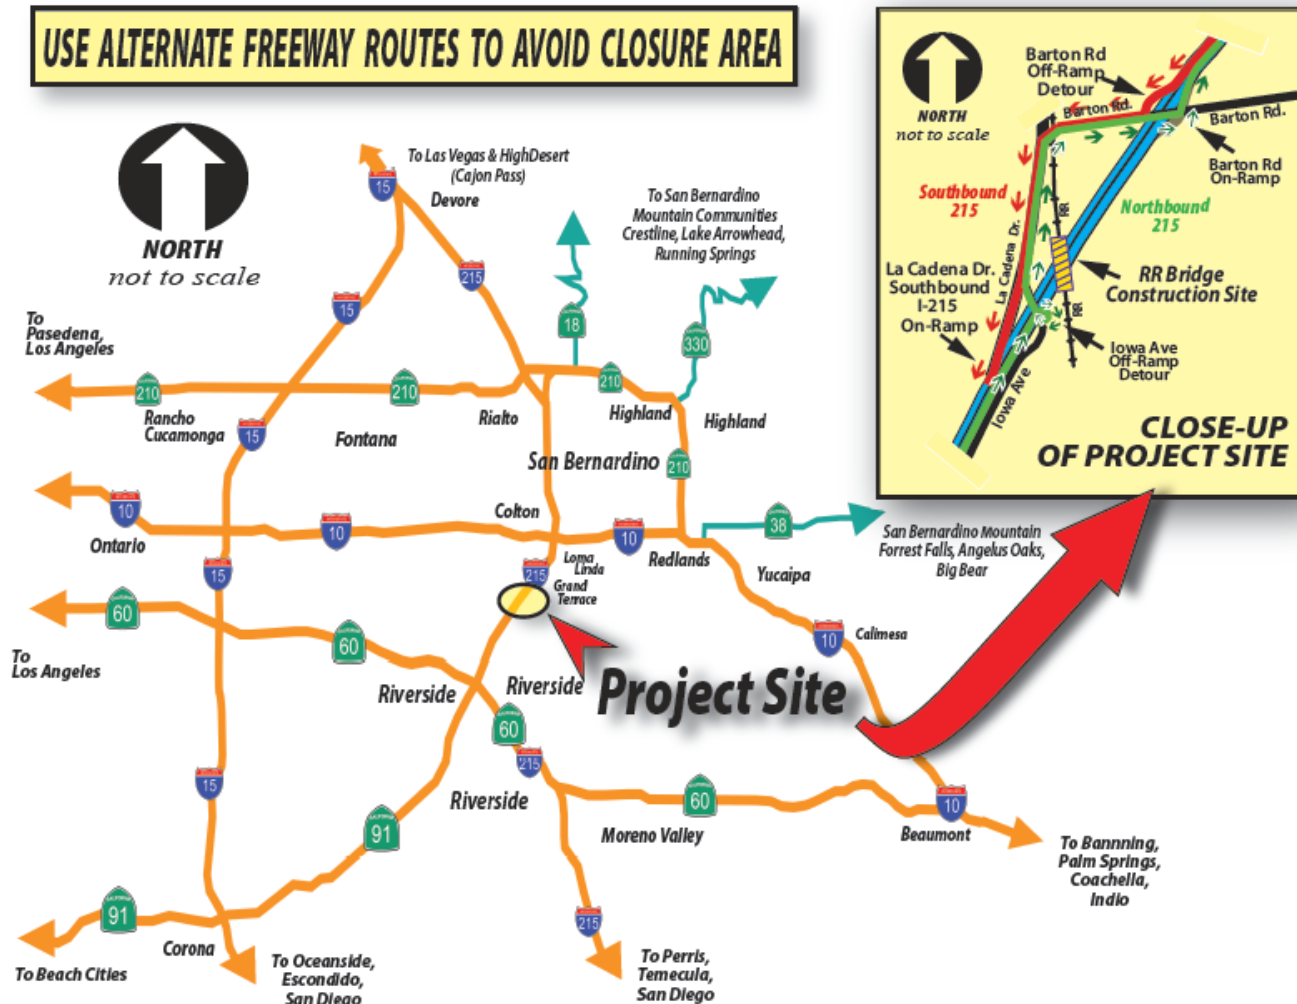 USE ALTERNATE FREEWAY ROUTES TO AVOID CLOSURE AREA
NORTH
not to scale
To Las Vegas & HighDesert
(Cajon Pass)
15
Devore
To San Bernardino
Mountain Communities
Crestline, Lake Arrowhead,
Running Springs
215
15
18
330
To
Pasedena,
Los Angeles
210
Rancho
Cucamonga
210
Rialto
210
Highland
Highland
15
Fontana
San Bernardino
210
10
Ontario
10
Colton
10
Redlands
38
San Bernardino Mountain
Forrest Falls, Angelus Oaks,
Big Bear
15
215
Loma
Linda
Grand
Terrace
Yucaipa
60
60
10
Calimesa
To
Los Angeles
Riverside
Riverside
Project Site
60
215
15
Riverside
91
60
Moreno Valley
10
Beaumont
To Bannning,
Palm Springs,
Coachella,
Indio
91
215
Corona
To Beach Cities
To Oceanside,
Escondido,
San Diego
To Perris,
Temecula,
San Diego
NORTH
not to scale
Barton Rd
Off-Ramp
Detour
Barton Rd.
Barton Rd.
Barton Rd
On-Ramp
Southbound
215
Northbound
215
RR
La Cadena Dr.
La Cadena Dr.
Southbound
I-215
On-Ramp
RR Bridge
Construction Site
RR
Iowa Ave
Off-Ramp
Detour
Iowa Ave
CLOSE-UP
OF PROJECT SITE